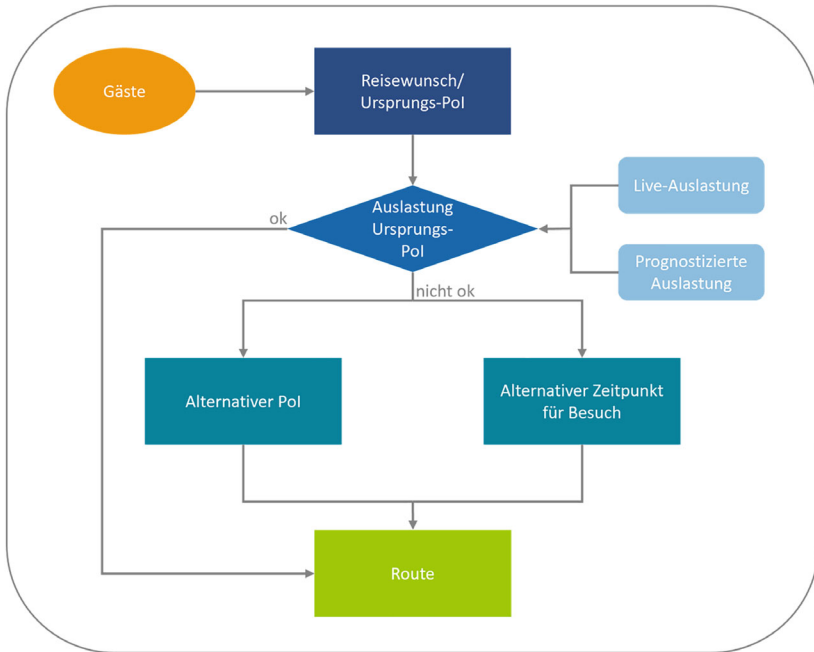 Gäste
Reisewunsch/
Ursprungs-PoI
Live-Auslastung
ok
Auslastung
Ursprungs-
PoI
Prognostizierte
Auslastung
nicht ok
Alternativer PoI
Alternativer Zeitpunkt
für Besuch
Route